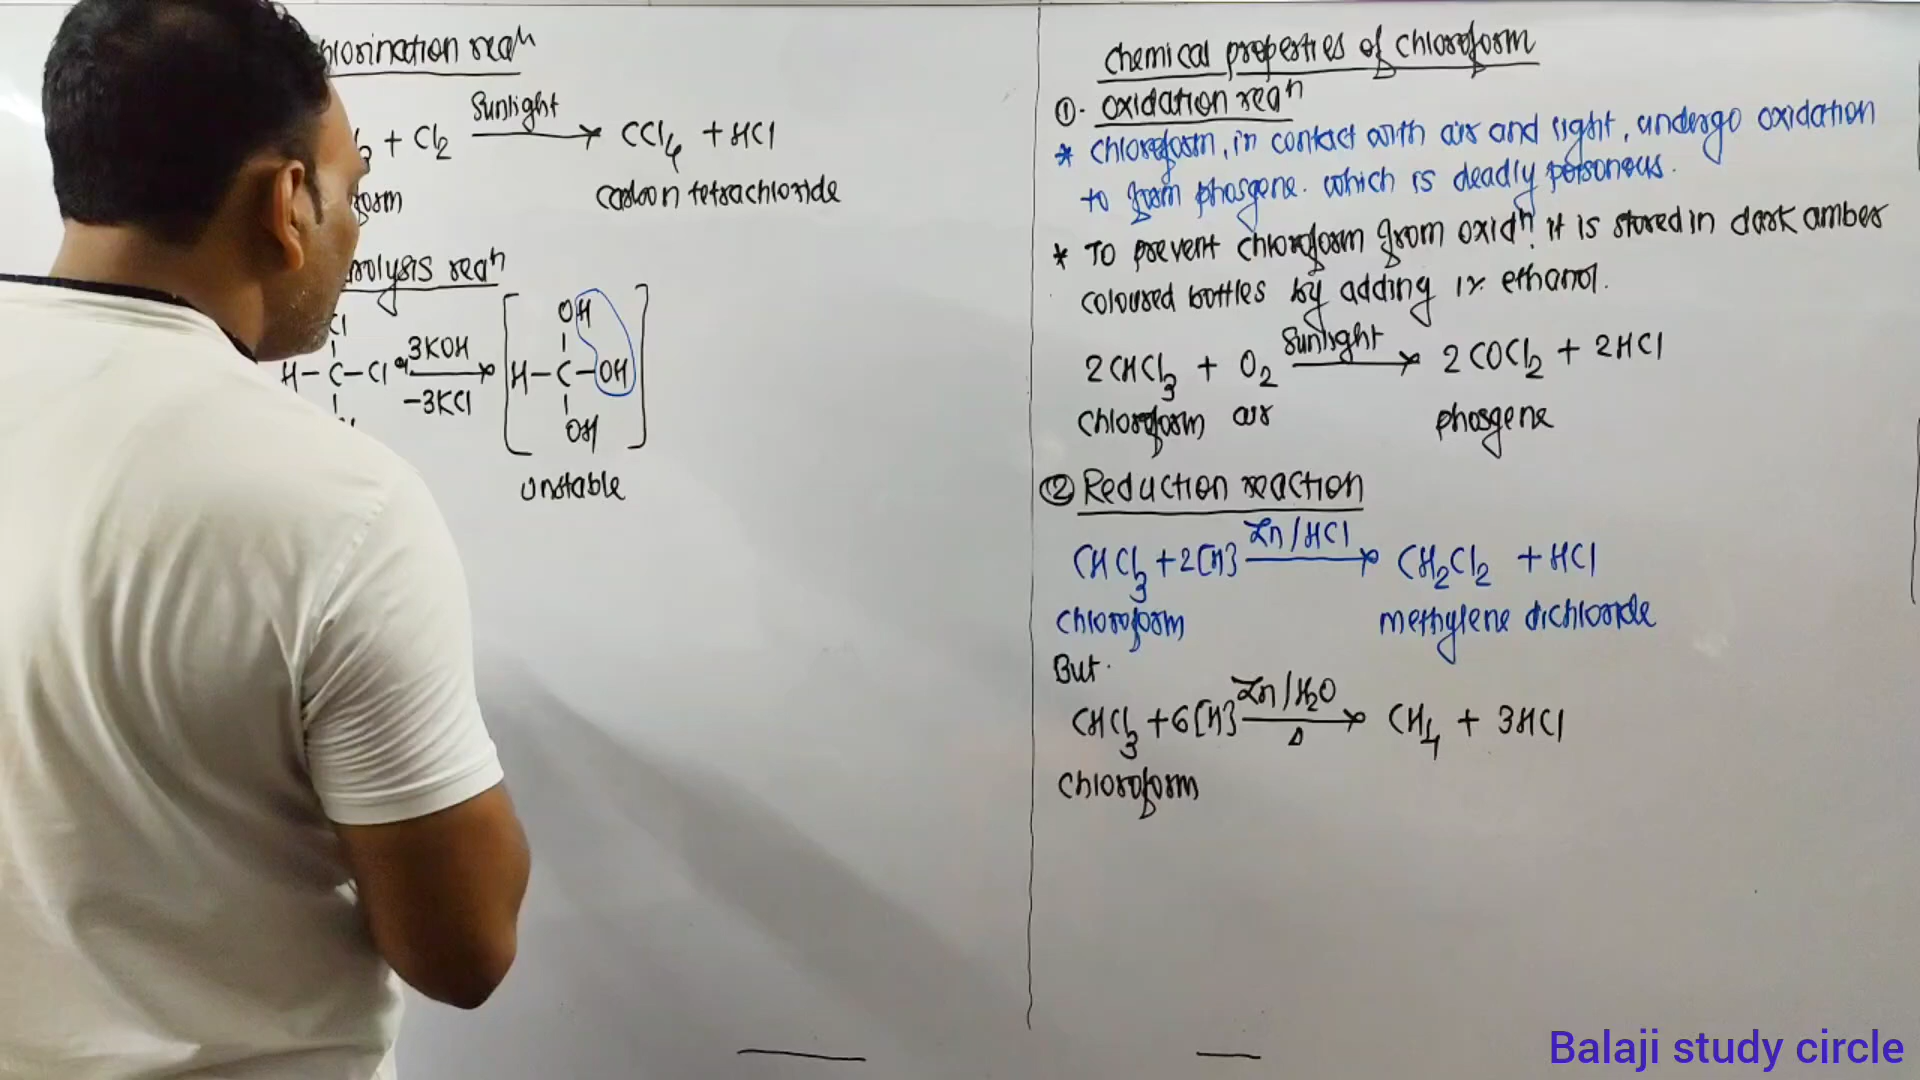 hlorination reaⁿ
3 + Cl2 Sunlight → CCl4 + HCl
form carbon tetrachloride
rolysis reaⁿ
Cl
H-C-Cl aq 3KOH → -3KCl [H-C-OH OH OH]
unstable
chemical properties of chloroform
①. oxidation reaⁿ
* chloroform, in contact with air and light, undergo oxidation
to form phosgene. which is deadly poisonous.
* To prevent chloroform from oxidⁿ. it is stored in dark amber
coloured bottles by adding 1% ethanol.
2CHCl3 + O2 Sunlight → 2COCl2 + 2HCl
chloroform air phosgene
② Reduction reaction
CHCl3 + 2[H] Zn/HCl → CH2Cl2 + HCl
chloroform methylene dichloride
But.
CHCl3 + 6[H] Zn/H2O → Δ CH4 + 3HCl
chloroform
Balaji study circle